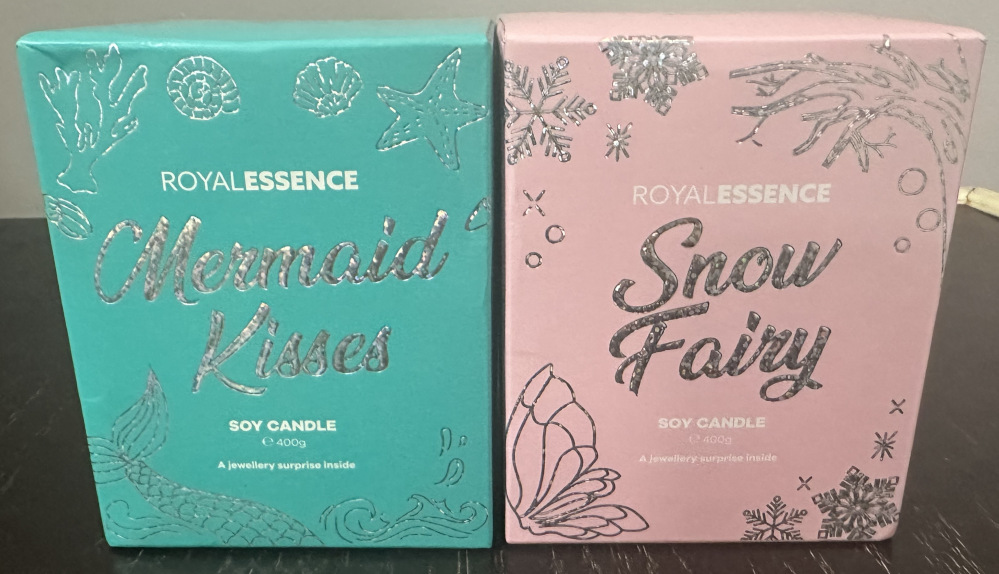 ROYALESSENCE
Mermaid
Kisses
SOY CANDLE
℮ 400g
A jewellery surprise inside
ROYALESSENCE
Snow
Fairy
SOY CANDLE
℮ 400g
A jewellery surprise inside